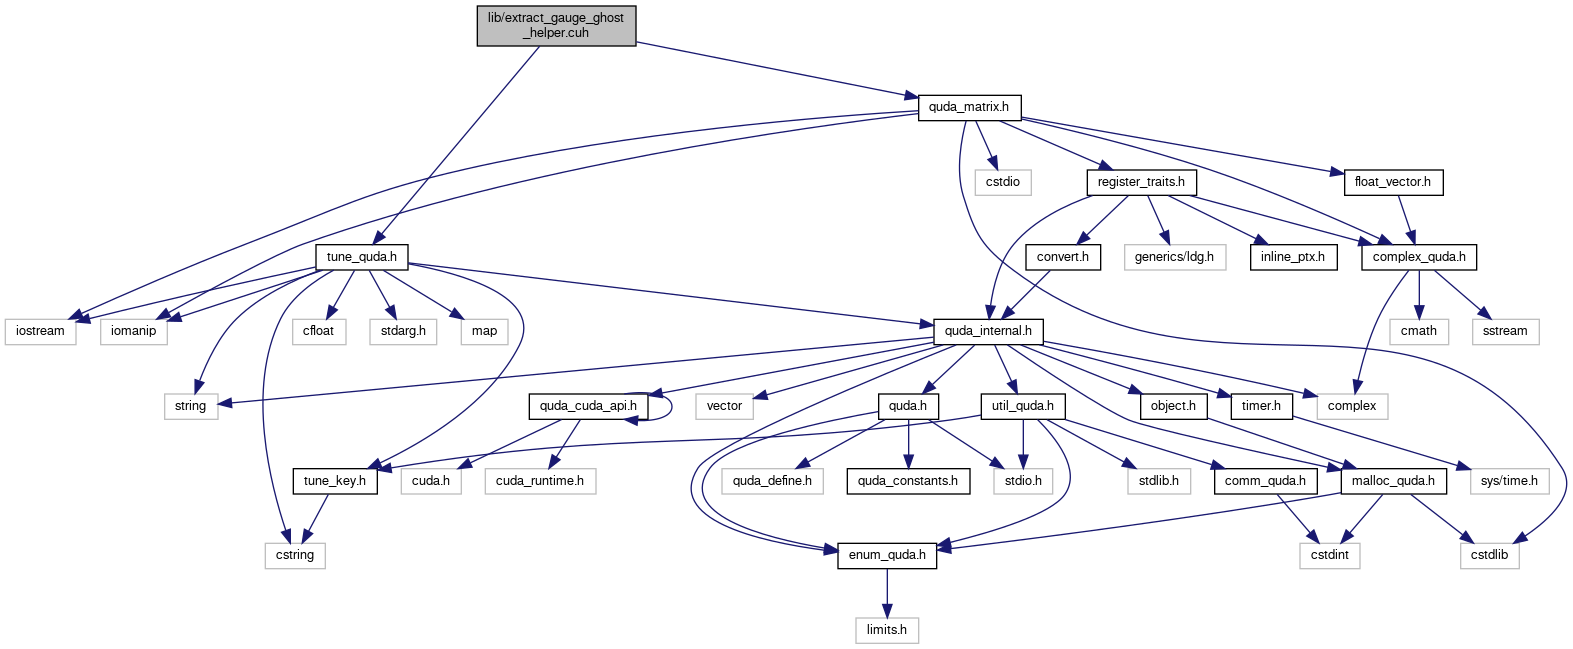 lib/extract_gauge_ghost
_helper.cuh
quda_matrix.h
cstdio
register_traits.h
float_vector.h
tune_quda.h
convert.h
generics/ldg.h
inline_ptx.h
complex_quda.h
iostream
iomanip
cfloat
stdarg.h
map
quda_internal.h
cmath
sstream
string
quda_cuda_api.h
vector
quda.h
util_quda.h
object.h
timer.h
complex
tune_key.h
cuda.h
cuda_runtime.h
quda_define.h
quda_constants.h
stdio.h
stdlib.h
comm_quda.h
malloc_quda.h
sys/time.h
cstring
enum_quda.h
cstdint
cstdlib
limits.h